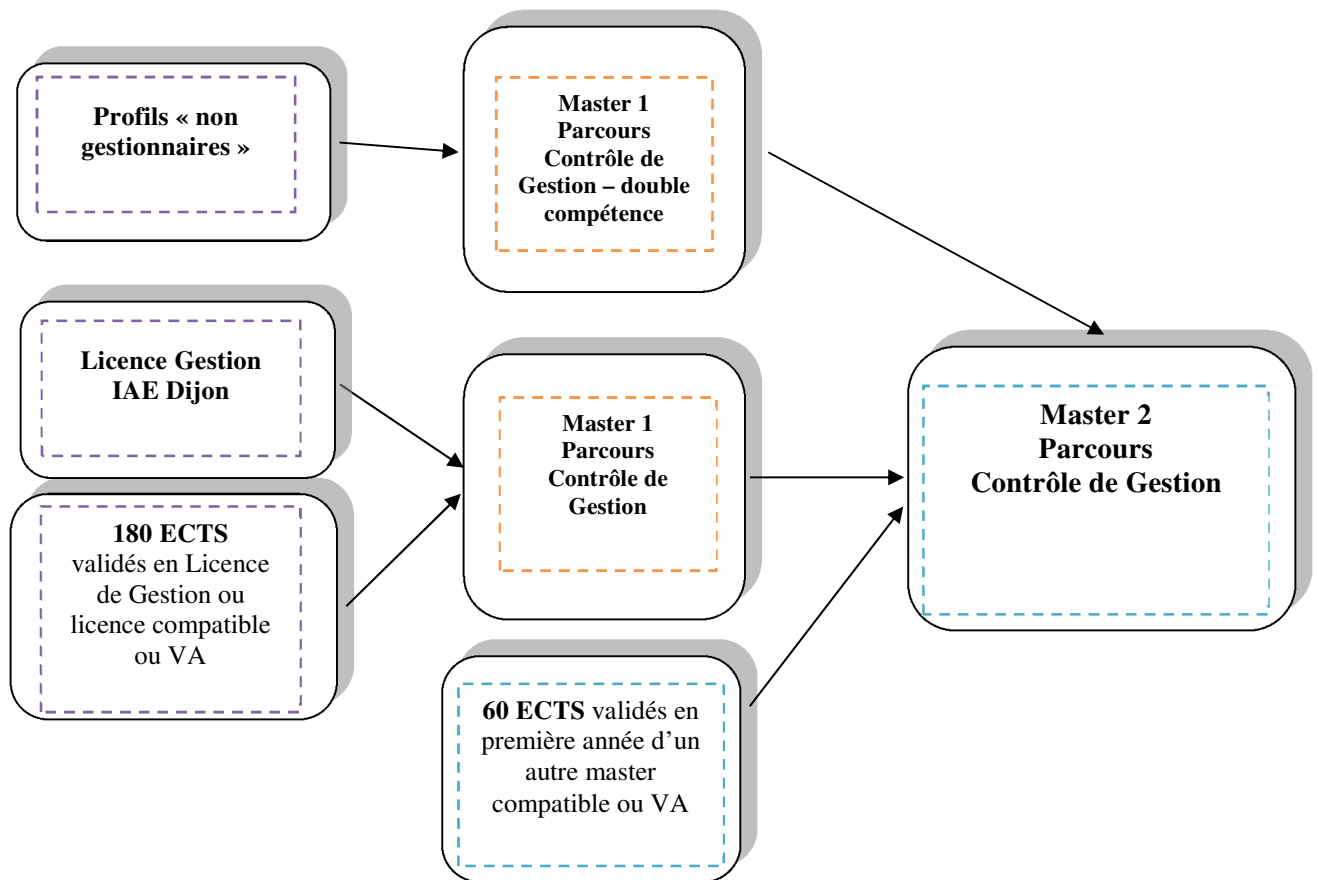 Profils « non
gestionnaires »
Master 1
Parcours
Contrôle de
Gestion – double
compétence
Licence Gestion
IAE Dijon
Master 1
Parcours
Contrôle de
Gestion
Master 2
Parcours
Contrôle de Gestion
180 ECTS
validés en Licence
de Gestion ou
licence compatible
ou VA
60 ECTS validés en
première année d’un
autre master
compatible ou VA